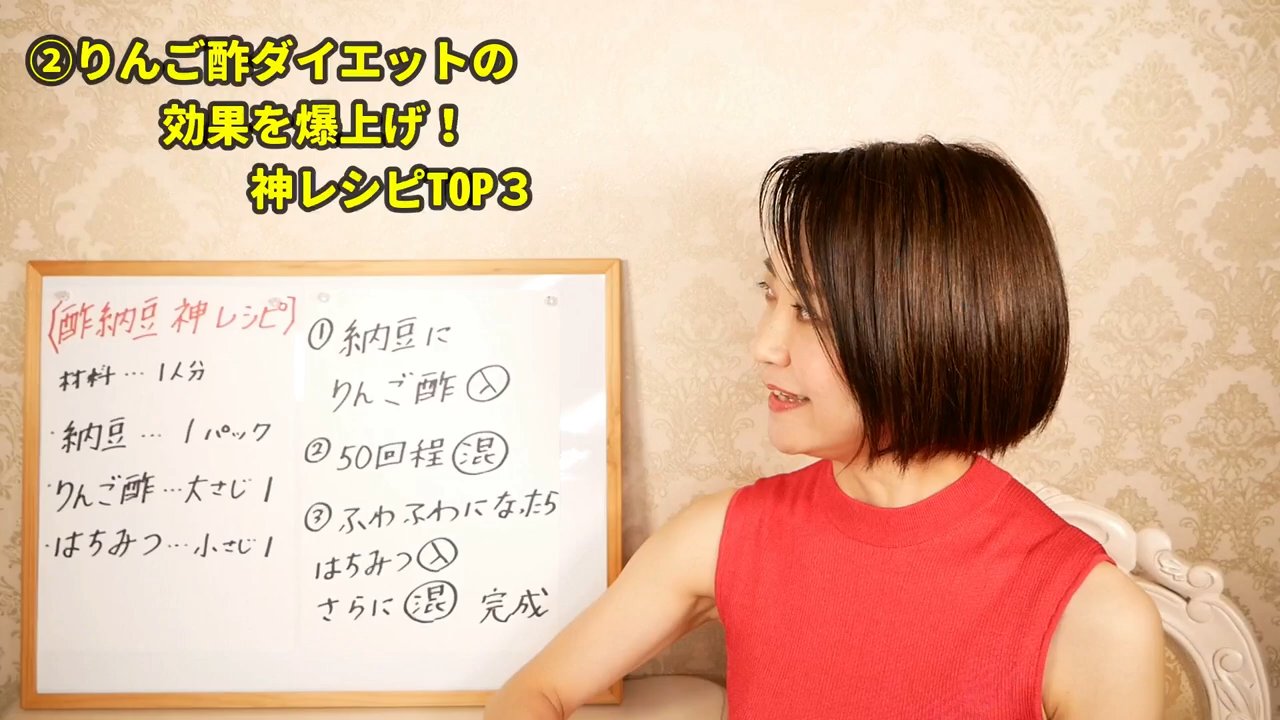 ②りんご酢ダイエットの
効果を爆上げ！
神レシピTOP３
[酢納豆 神レシピ]
材料…1人分
・納豆…1パック
・りんご酢…大さじ1
・はちみつ…小さじ1
①納豆に
りんご酢㊀入
②50回程混
③ふわふわになったら
はちみつ入
さらに混 完成